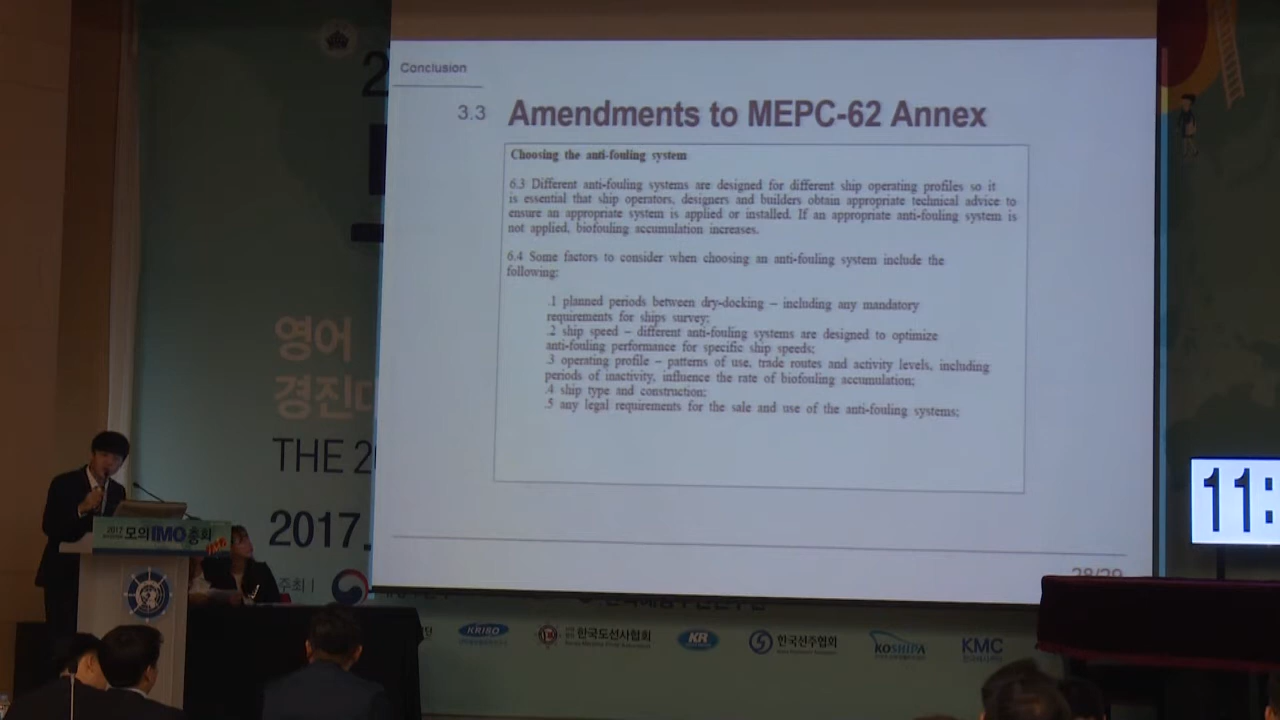 Conclusion
3.3 Amendments to MEPC-62 Annex
Choosing the anti-fouling system
6.3 Different anti-fouling systems are designed for different ship operating profiles so it
is essential that ship operators, designers and builders obtain appropriate technical advice to
ensure an appropriate system is applied or installed. If an appropriate anti-fouling system is
not applied, biofouling accumulation increases.
6.4 Some factors to consider when choosing an anti-fouling system include the
following:
.1 planned periods between dry-docking – including any mandatory
requirements for ships survey;
.2 ship speed – different anti-fouling systems are designed to optimize
anti-fouling performance for specific ship speeds;
.3 operating profile – patterns of use, trade routes and activity levels, including
periods of inactivity, influence the rate of biofouling accumulation;
.4 ship type and construction;
.5 any legal requirements for the sale and use of the anti-fouling systems;
28/29
2
영어
경진대
THE 2
2017.
주최 |
11:
2017 모의IMO총회
KRISO
한국도선사협회
KR
한국선주협회
KOSHIPA
KMC